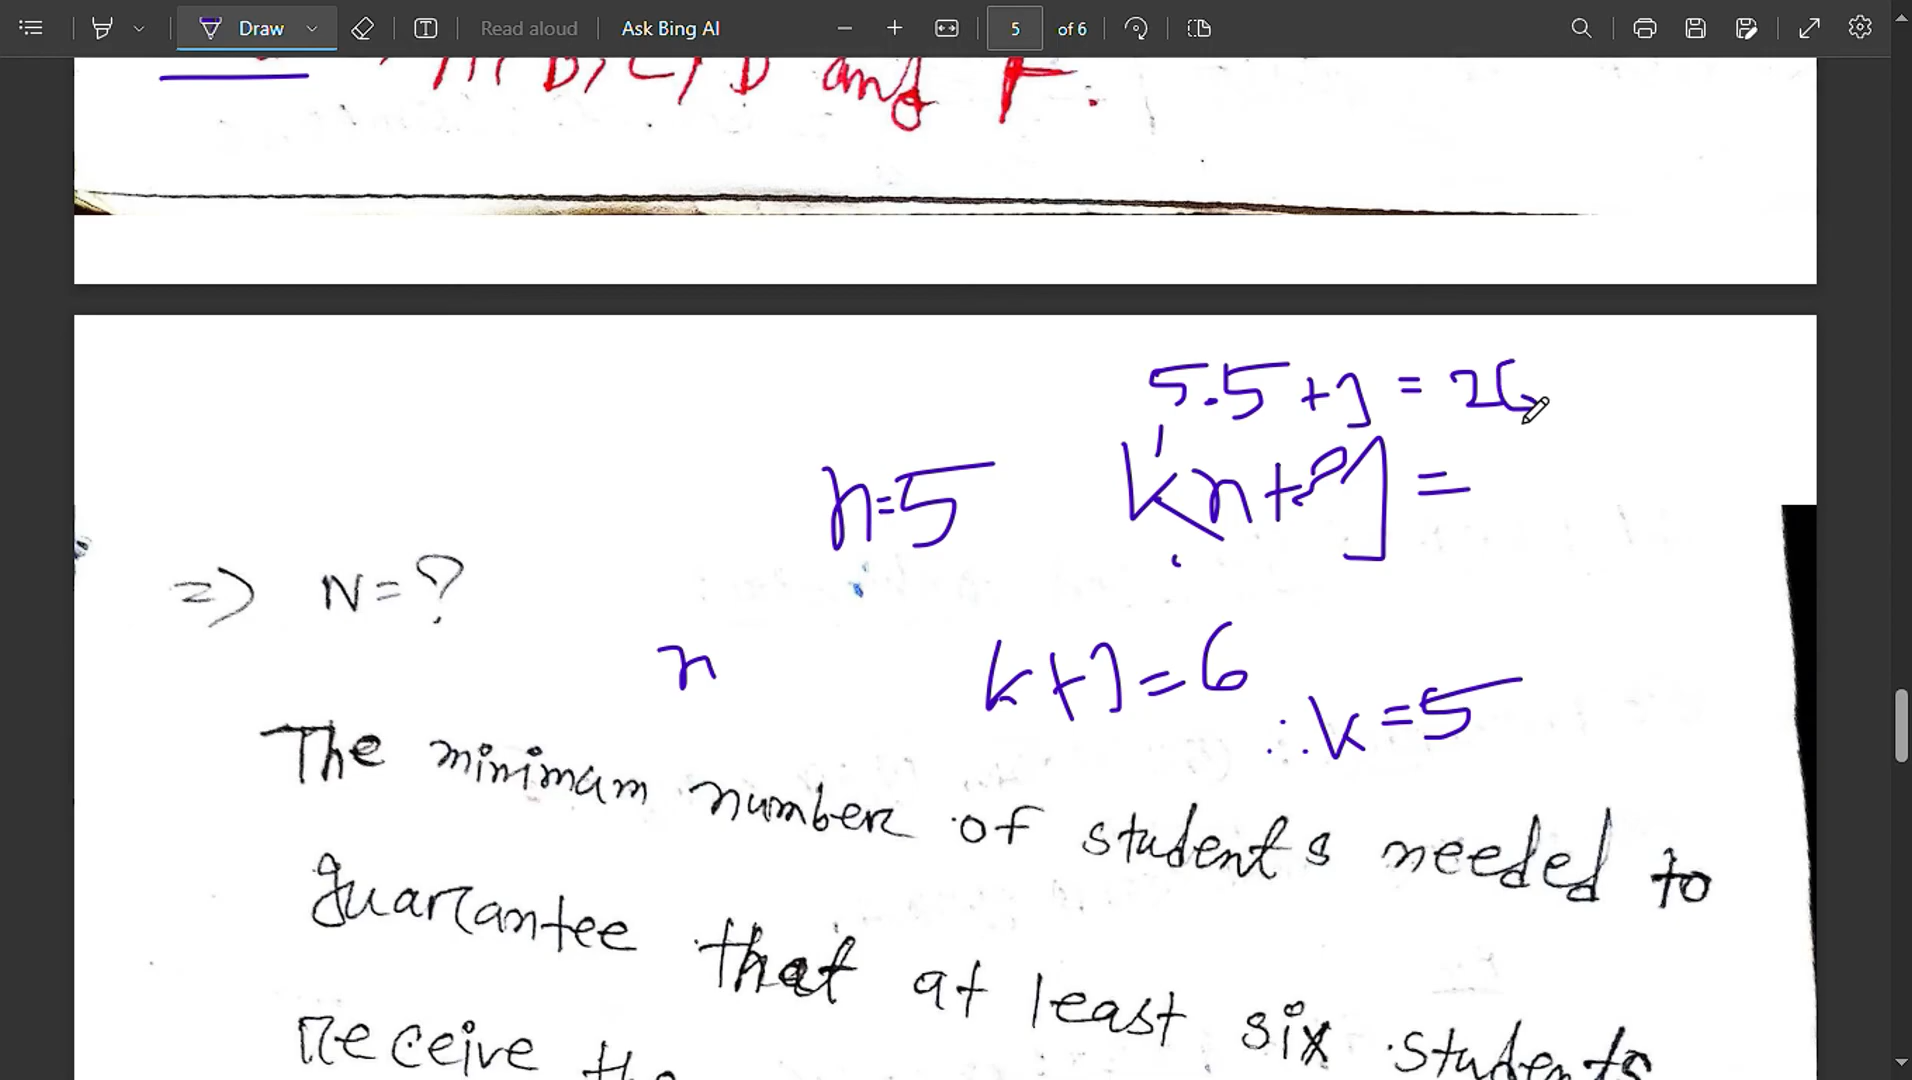 Draw
Read aloud
Ask Bing AI
5 of 6
A, B, C, D and F.
5.5+1 = 26
n=5 kn+1 =
=> N=?
n k+1=6
∴k=5
The minimum number of students needed to
guarantee that at least six students
receive the